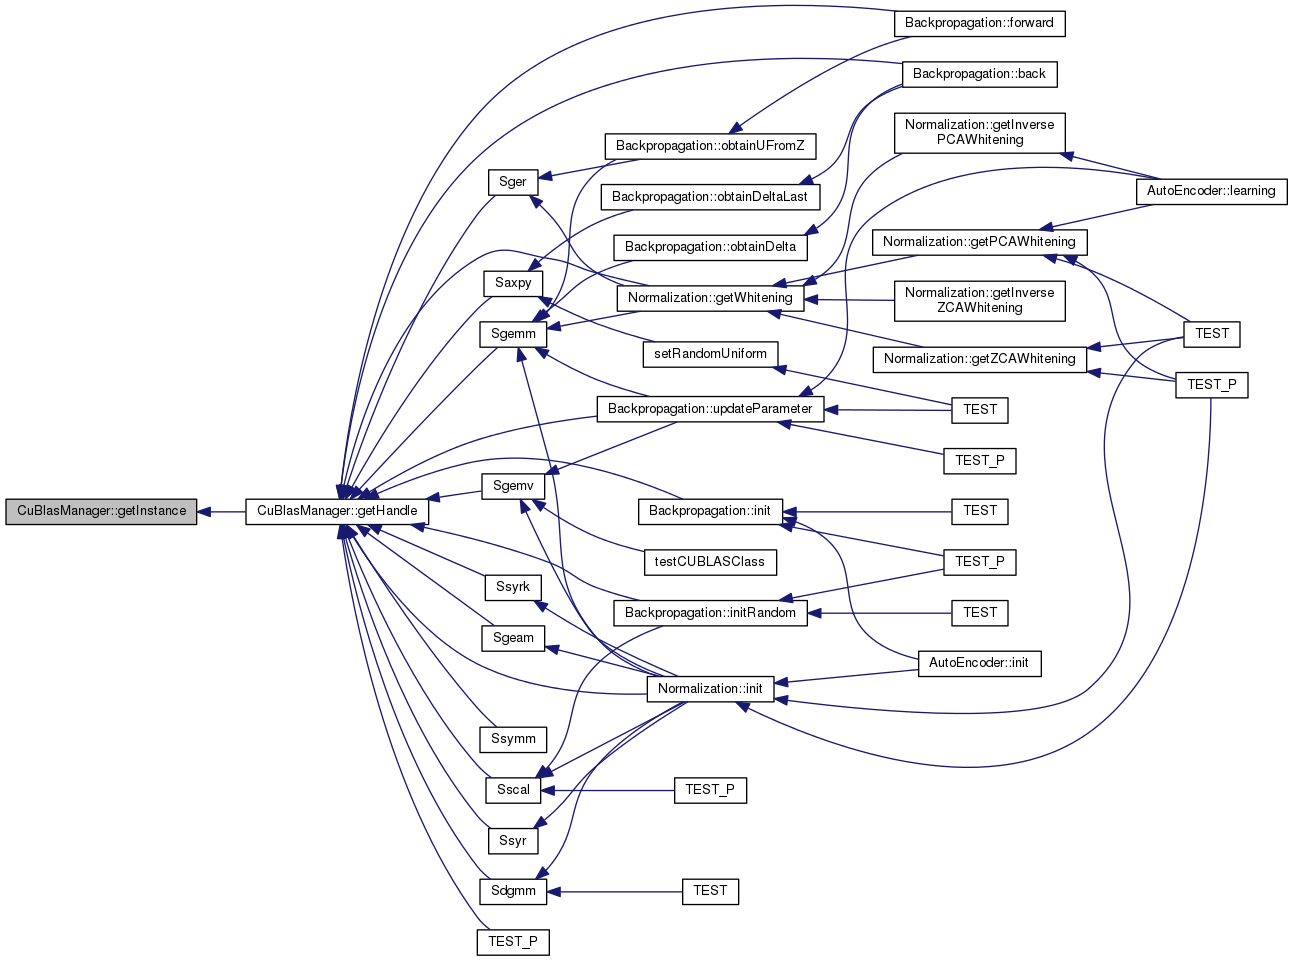 Backpropagation::forward
Backpropagation::back
Normalization::getInverse
PCAWhitening
Backpropagation::obtainUFromZ
Sger
Backpropagation::obtainDeltaLast
AutoEncoder::learning
Backpropagation::obtainDelta
Normalization::getPCAWhitening
Saxpy
Normalization::getWhitening
Normalization::getInverse
ZCAWhitening
Sgemm
TEST
setRandomUniform
Normalization::getZCAWhitening
TEST_P
Backpropagation::updateParameter
TEST
TEST_P
Sgemv
CuBlasManager::getInstance
CuBlasManager::getHandle
Backpropagation::init
TEST
testCUBLASClass
TEST_P
Ssyrk
Backpropagation::initRandom
TEST
Sgeam
AutoEncoder::init
Normalization::init
Ssymm
Sscal
TEST_P
Ssyr
Sdgmm
TEST
TEST_P